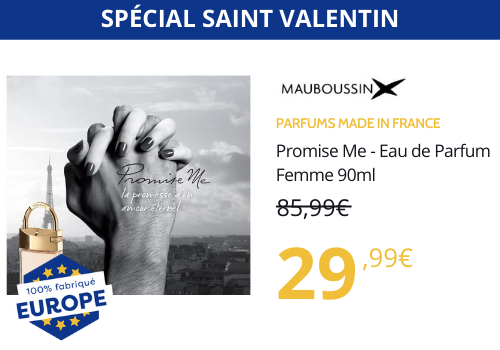 SPÉCIAL SAINT VALENTIN
MAUBOUSSIN
PARFUMS MADE IN FRANCE
Promise Me - Eau de Parfum
Femme 90ml
85,99€
29,99€
Promise Me
la promesse d'un
amour éternel
100% fabriqué
EUROPE